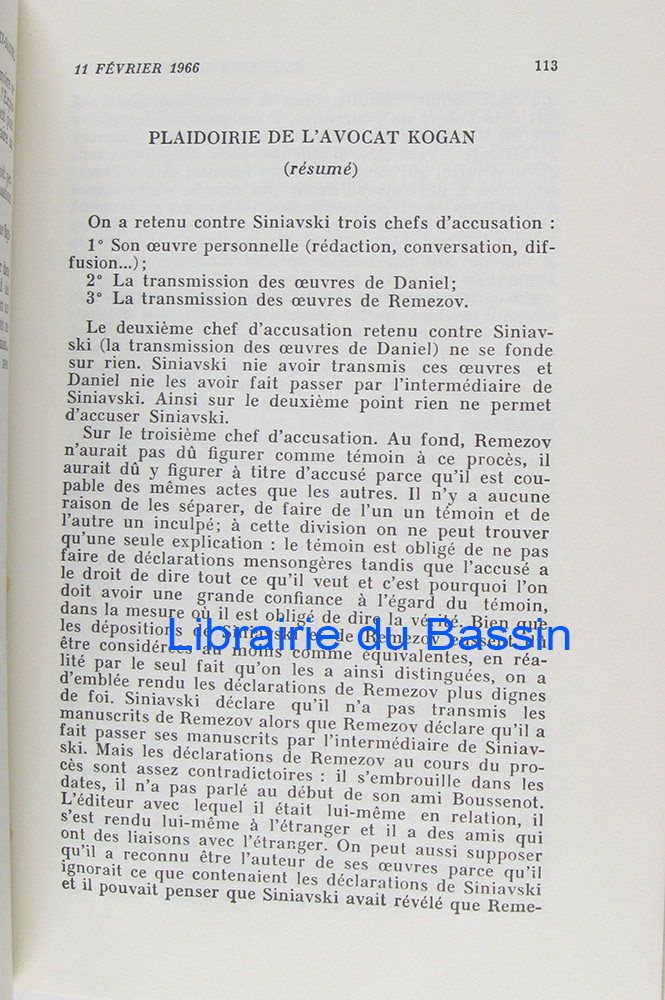 11 FÉVRIER 1966 113
PLAIDOIRIE DE L'AVOCAT KOGAN
(résumé)
On a retenu contre Siniavski trois chefs d'accusation :
1° Son œuvre personnelle (rédaction, conversation, dif-
fusion...) ;
2° La transmission des œuvres de Daniel;
3° La transmission des œuvres de Remezov.
Le deuxième chef d'accusation retenu contre Siniav-
ski (la transmission des œuvres de Daniel) ne se fonde
sur rien. Siniavski nie avoir transmis ces œuvres et
Daniel nie les avoir fait passer par l'intermédiaire de
Siniavski. Ainsi sur le deuxième point rien ne permet
d'accuser Siniavski.
Sur le troisième chef d'accusation. Au fond, Remezov
n'aurait pas dû figurer comme témoin à ce procès, il
aurait dû y figurer à titre d'accusé parce qu'il est cou-
pable des mêmes actes que les autres. Il n'y a aucune
raison de les séparer, de faire de l'un un témoin et de
l'autre un inculpé; à cette division on ne peut trouver
qu'une seule explication : le témoin est obligé de ne pas
faire de déclarations mensongères tandis que l'accusé a
le droit de dire tout ce qu'il veut et c'est pourquoi l'on
doit avoir une grande confiance à l'égard du témoin,
dans la mesure où il est obligé de dire la vérité. Bien que
les dépositions de Siniavski et de Remezov eussent dû
Librairie du Bassin
être considérées au moins comme équivalentes, en réa-
lité par le seul fait qu'on les a ainsi distinguées, on a
d'emblée rendu les déclarations de Remezov plus dignes
de foi. Siniavski déclare qu'il n'a pas transmis les
manuscrits de Remezov alors que Remezov déclare qu'il a
fait passer ses manuscrits par l'intermédiaire de Siniav-
ski. Mais les déclarations de Remezov au cours du pro-
cès sont assez contradictoires : il s'embrouille dans les
dates, il n'a pas parlé au début de son ami Boussenot.
L'éditeur avec lequel il était lui-même en relation, il
s'est rendu lui-même à l'étranger et il a des amis qui
ont des liaisons avec l'étranger. On peut aussi supposer
qu'il a reconnu être l'auteur de ses œuvres parce qu'il
ignorait ce que contenaient les déclarations de Siniavski
et il pouvait penser que Siniavski avait révélé que Reme-